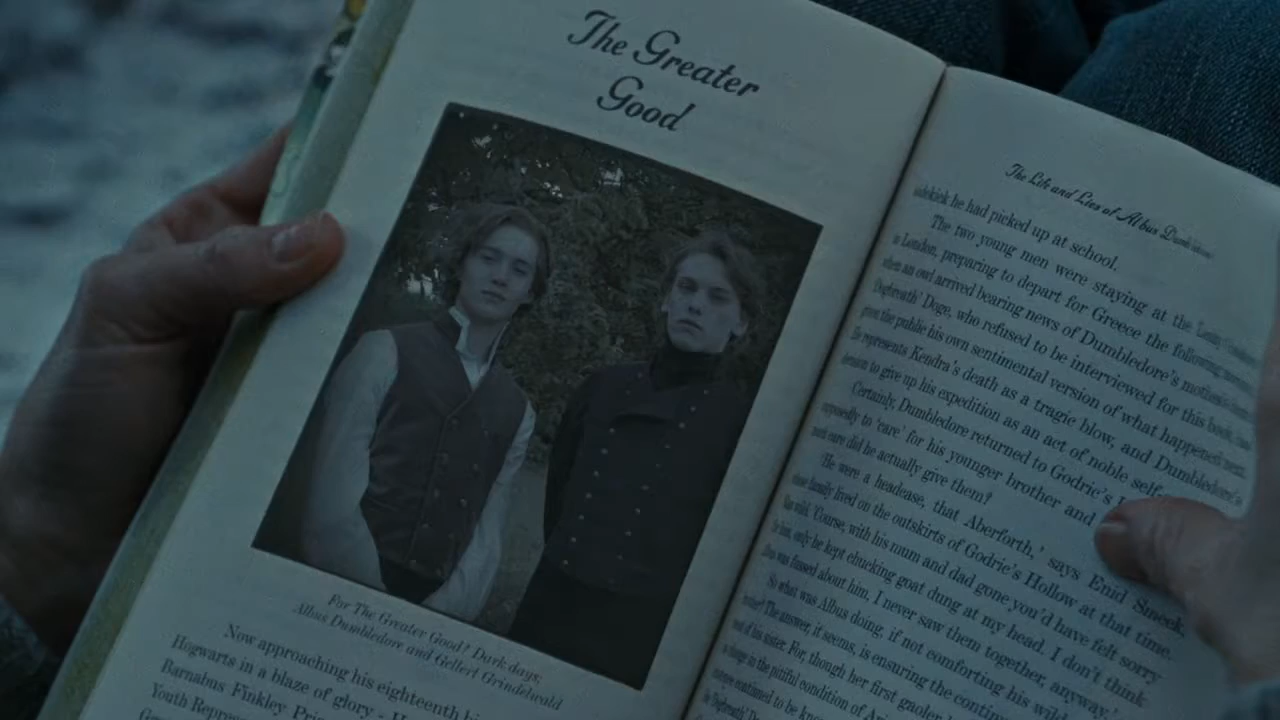 The Greater
Good
For The Greater Good? Dark days:
Albus Dumbledore and Gellert Grindelwald
Now approaching his eighteenth
Hogwarts in a blaze of glory - H
Barnabus Finkley Pri
Youth Repre
The Life and Lies of Albus
sidekick he had picked up at school.
The two young men were staying at the
in London, preparing to depart for Greece the following
when an owl arrived bearing news of Dumbledore's mother's
'Dogbreath' Doge, who refused to be interviewed for this book,
given the public his own sentimental version of what happened next.
He represents Kendra's death as a tragic blow, and Dumbledore's
decision to give up his expedition as an act of noble self
Certainly, Dumbledore returned to Godric's
supposedly to 'care' for his younger brother and
much care did he actually give them?
'He were a headcase, that Aberforth,' says Enid Smeek,
whose family lived on the outskirts of Godric's Hollow at that time.
'Ran wild. 'Course, with his mum and dad gone you'd have felt sorry
for him, only he kept chucking goat dung at my head. I don't think
Albus was fussed about him, I never saw them together, anyway.'
So what was Albus doing, if not comforting his wild
brother? The answer, it seems, is ensuring the continued
of his sister. For, though her first gaoler
change in the pitiful condition of
continued to be